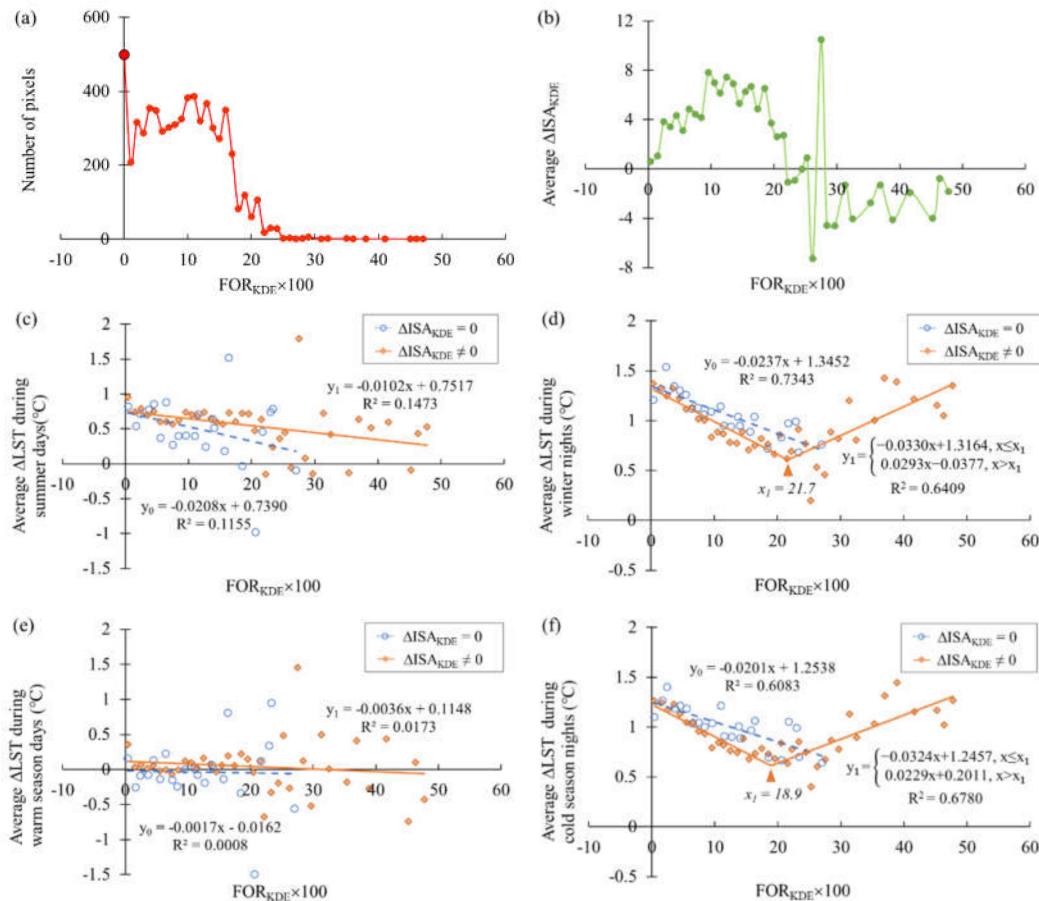 (a)
600
400
200
0
Number of pixels
-10 0 10 20 30 40 50 60
FOR_KDE×100
(b)
12
8
4
0
-4
-8
Average ΔISA_KDE
-10 0 10 20 30 40 50 60
FOR_KDE×100
(c)
2
1.5
1
0.5
0
-0.5
-1
-1.5
Average ΔLST during
summer days(°C)
ΔISA_KDE = 0
ΔISA_KDE ≠ 0
y₁ = -0.0102x + 0.7517
R² = 0.1473
-10 0 10 20 30 40 50 60
y₀ = -0.0208x + 0.7390
R² = 0.1155
FOR_KDE×100
(d)
2
1.5
1
0.5
0
-0.5
Average ΔLST during
winter nights (°C)
ΔISA_KDE = 0
ΔISA_KDE ≠ 0
y₀ = -0.0237x + 1.3452
R² = 0.7343
y₁= { −0.0330x+1.3164, x≤x₁
0.0293x−0.0377, x>x₁
R² = 0.6409
x₁ = 21.7
-10 0 10 20 30 40 50 60
FOR_KDE×100
(e)
2
1.5
1
0.5
0
-0.5
-1
-1.5
Average ΔLST during
warm season days (°C)
ΔISA_KDE = 0
ΔISA_KDE ≠ 0
y₁ = -0.0036x + 0.1148
R² = 0.0173
-10 0 10 20 30 40 50 60
y₀ = -0.0017x - 0.0162
R² = 0.0008
FOR_KDE×100
(f)
2
1.5
1
0.5
0
-0.5
Average ΔLST during
cold season nights (°C)
ΔISA_KDE = 0
ΔISA_KDE ≠ 0
y₀ = -0.0201x + 1.2538
R² = 0.6083
y₁= { −0.0324x+1.2457, x≤x₁
0.0229x+0.2011, x>x₁
R² = 0.6780
x₁ = 18.9
-10 0 10 20 30 40 50 60
FOR_KDE×100